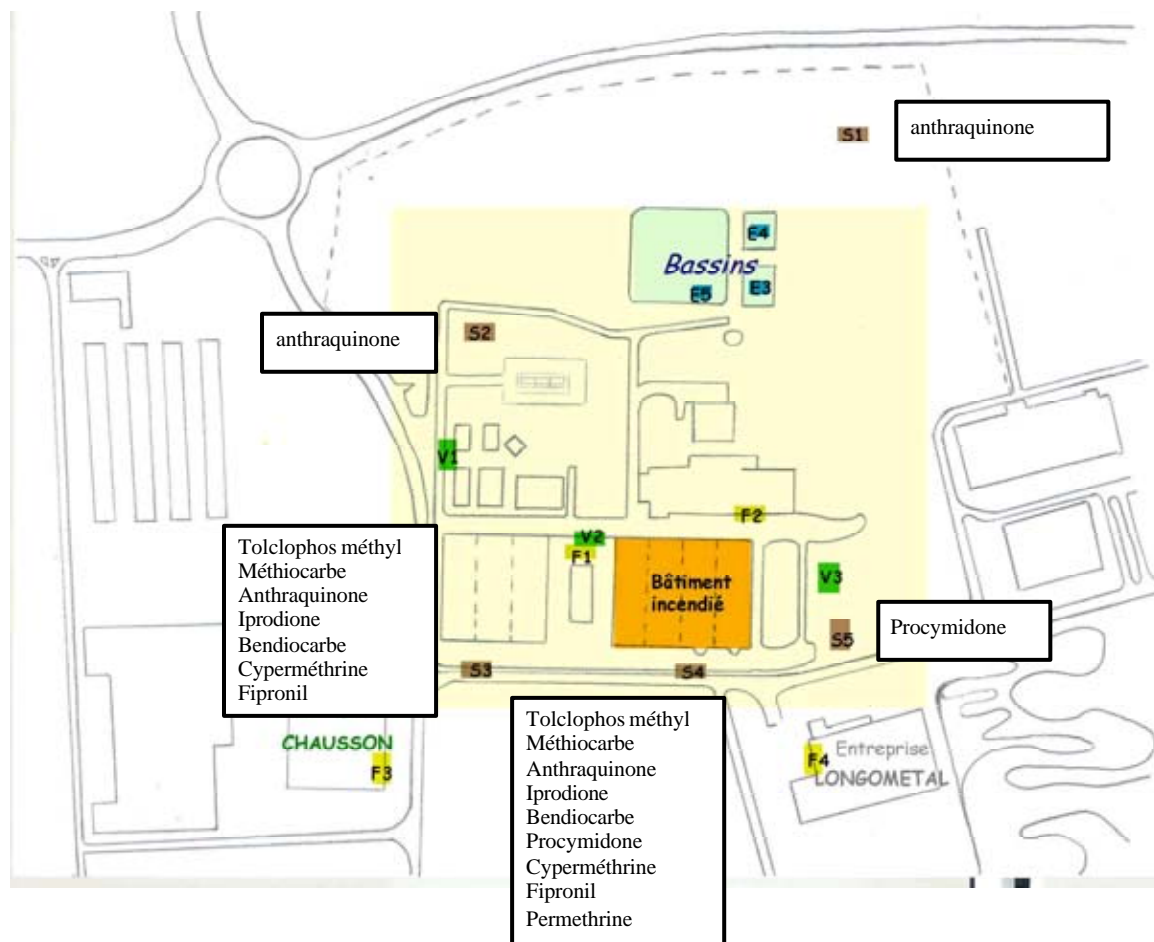 S1
anthraquinone
E4
Bassins
E5
E3
anthraquinone
S2
V1
F2
V2
F1
Tolclophos méthyl
Méthiocarbe
Anthraquinone
Iprodione
Bendiocarbe
Cyperméthrine
Fipronil
Bâtiment
incendié
V3
S5
Procymidone
S3
S4
CHAUSSON
F3
Tolclophos méthyl
Méthiocarbe
Anthraquinone
Iprodione
Bendiocarbe
Procymidone
Cyperméthrine
Fipronil
Permethrine
F4
Entreprise
LONGOMETAL